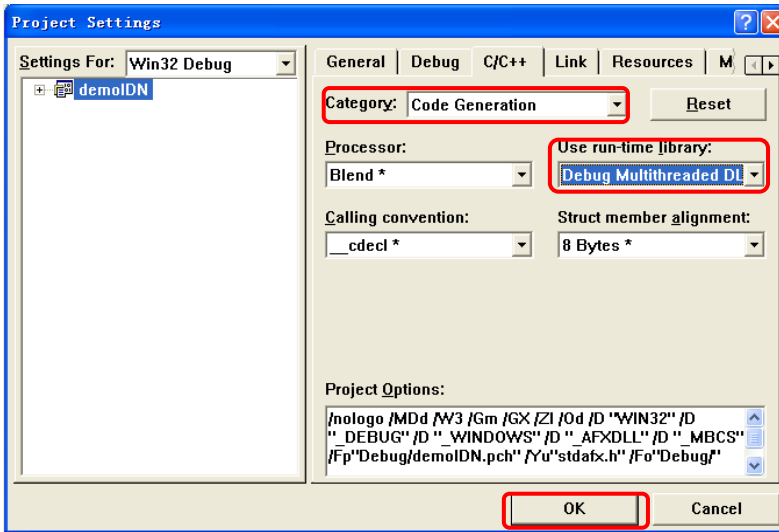 Project Settings
Settings For: Win32 Debug
demoIDN
General Debug C/C++ Link Resources M
Category: Code Generation
Reset
Processor:
Use run-time library:
Blend *
Debug Multithreaded DL
Calling convention:
Struct member alignment:
__cdecl *
8 Bytes *
Project Options:
/nologo /MDd /W3 /Gm /GX /ZI /Od /D "WIN32" /D
"_DEBUG" /D "_WINDOWS" /D "_AFXDLL" /D "_MBCS"
/Fp"Debug/demoIDN.pch" /Yu"stdafx.h" /Fo"Debug/"
OK
Cancel